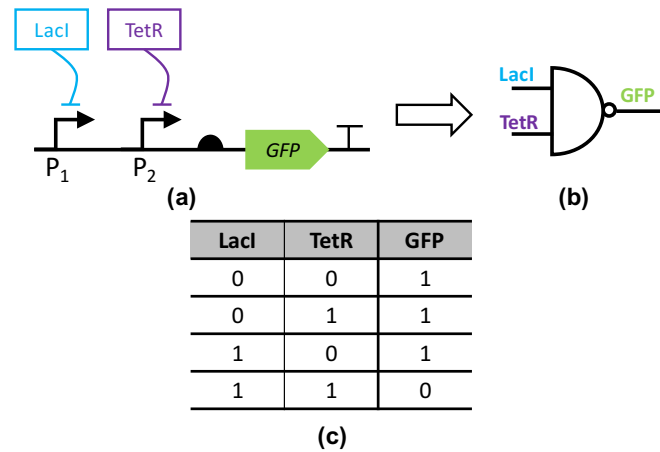 LacI TetR
P1 P2 GFP
(a)
LacI
TetR
GFP
(b)
LacI TetR GFP
0 0 1
0 1 1
1 0 1
1 1 0
(c)